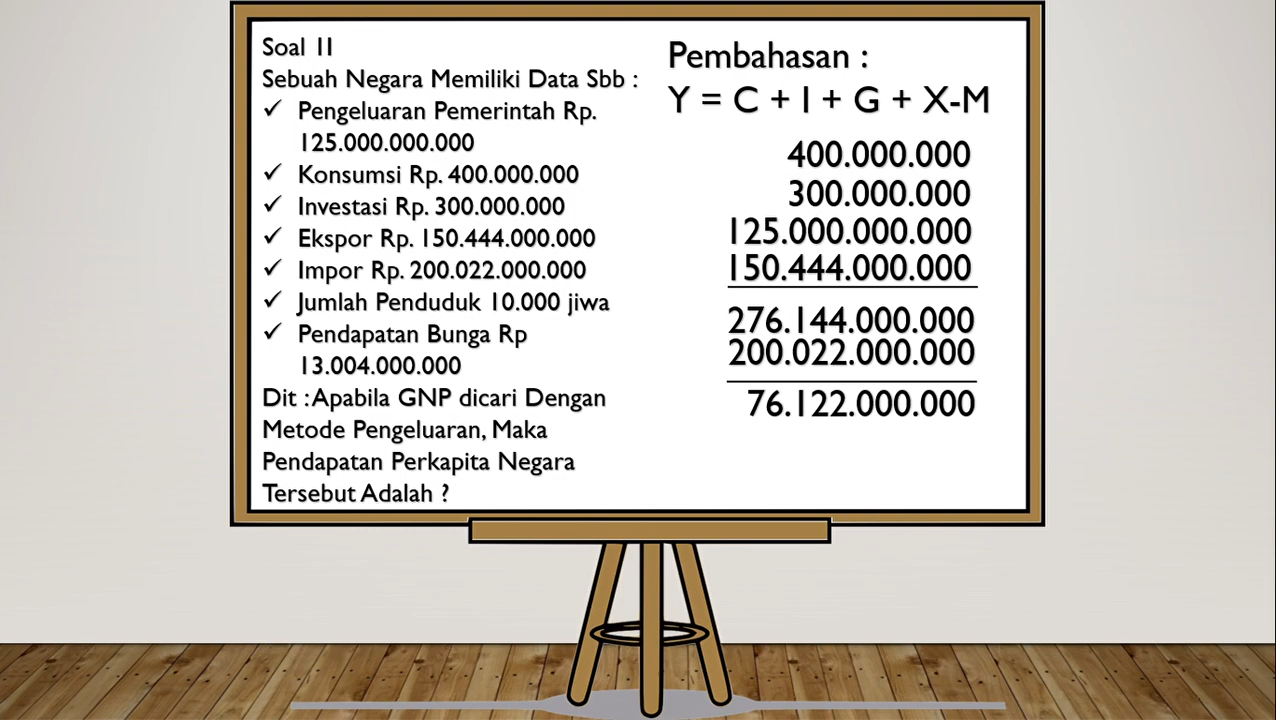 Soal II
Sebuah Negara Memiliki Data Sbb :
✓ Pengeluaran Pemerintah Rp.
125.000.000.000
✓ Konsumsi Rp. 400.000.000
✓ Investasi Rp. 300.000.000
✓ Ekspor Rp. 150.444.000.000
✓ Impor Rp. 200.022.000.000
✓ Jumlah Penduduk 10.000 jiwa
✓ Pendapatan Bunga Rp
13.004.000.000
Dit : Apabila GNP dicari Dengan
Metode Pengeluaran, Maka
Pendapatan Perkapita Negara
Tersebut Adalah ?
Pembahasan :
Y = C + I + G + X-M
400.000.000
300.000.000
125.000.000.000
150.444.000.000
276.144.000.000
200.022.000.000
76.122.000.000